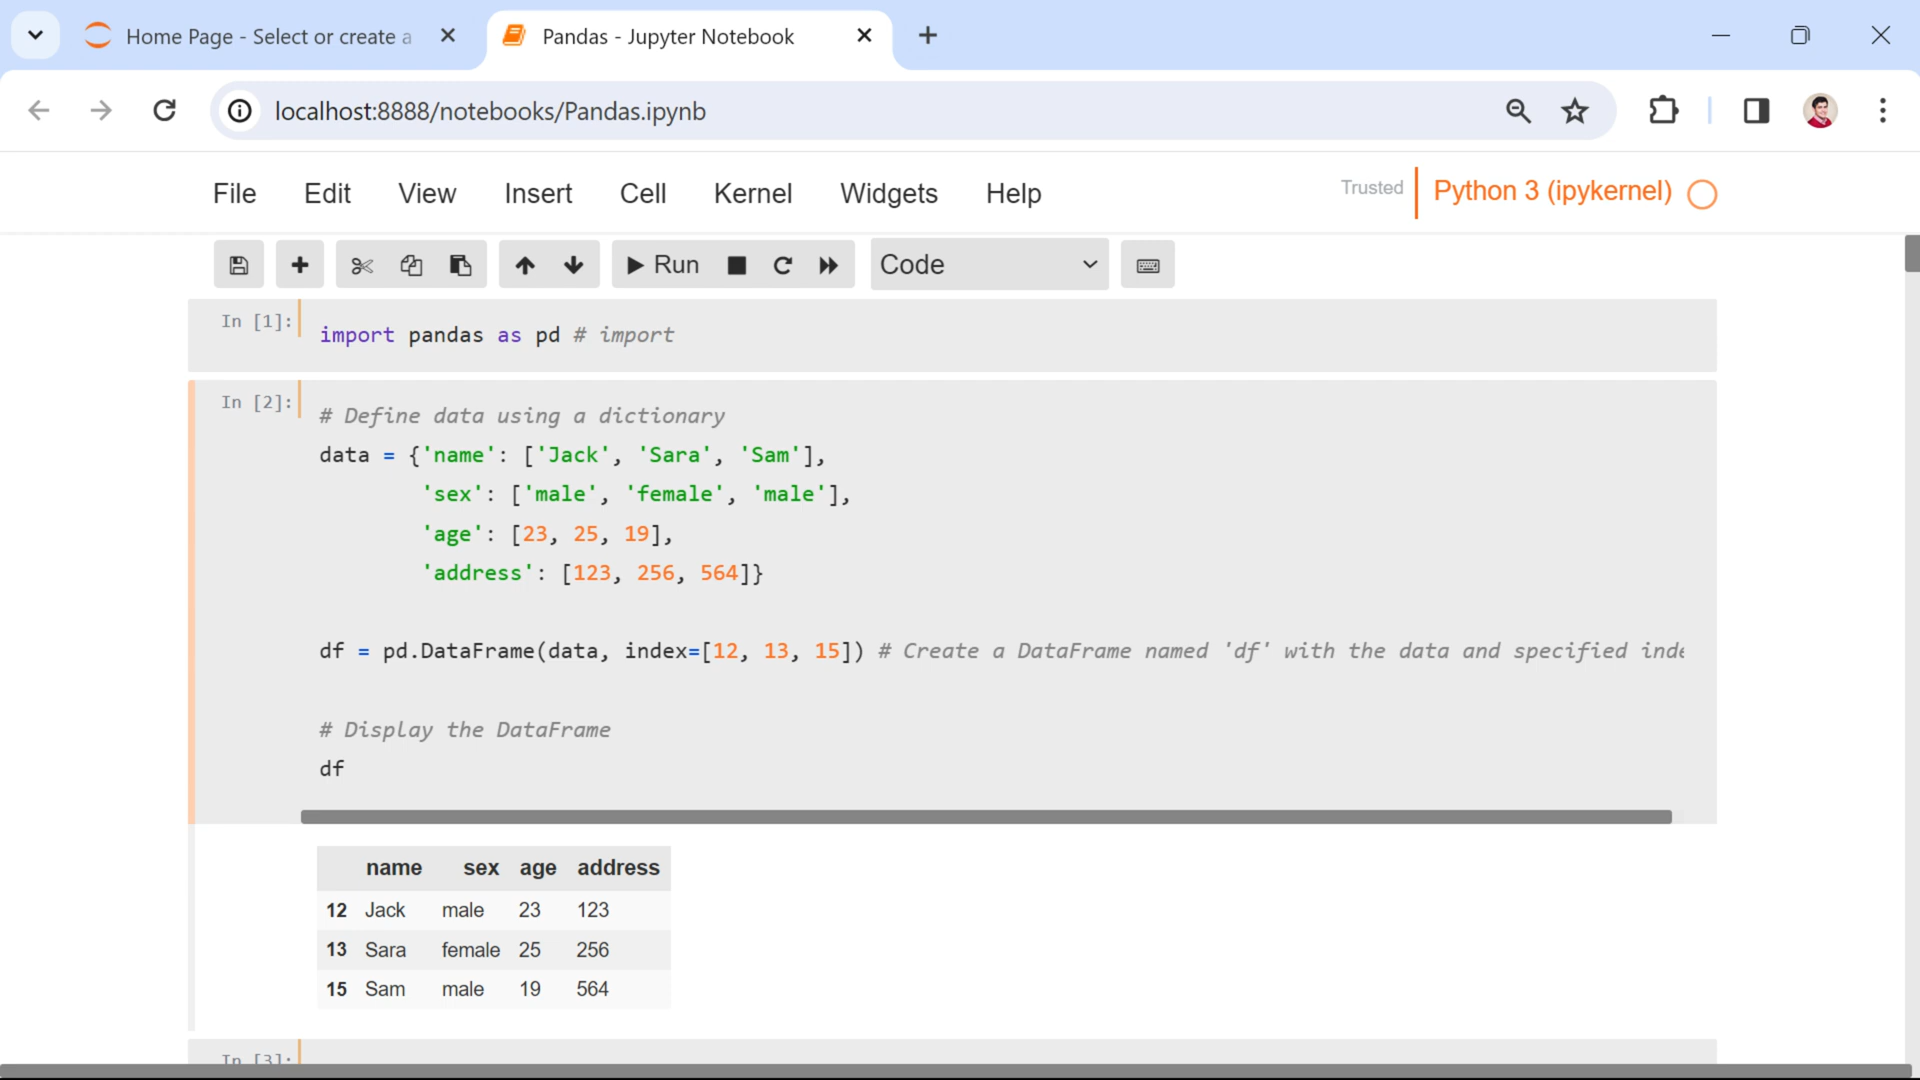 Home Page - Select or create a
Pandas - Jupyter Notebook
localhost:8888/notebooks/Pandas.ipynb
File Edit View Insert Cell Kernel Widgets Help
Trusted Python 3 (ipykernel)
Run Code
In [1]: import pandas as pd # import
In [2]: # Define data using a dictionary
data = {'name': ['Jack', 'Sara', 'Sam'],
'sex': ['male', 'female', 'male'],
'age': [23, 25, 19],
'address': [123, 256, 564]}
df = pd.DataFrame(data, index=[12, 13, 15]) # Create a DataFrame named 'df' with the data and specified inde
# Display the DataFrame
df
name sex age address
12 Jack male 23 123
13 Sara female 25 256
15 Sam male 19 564
In [3]: